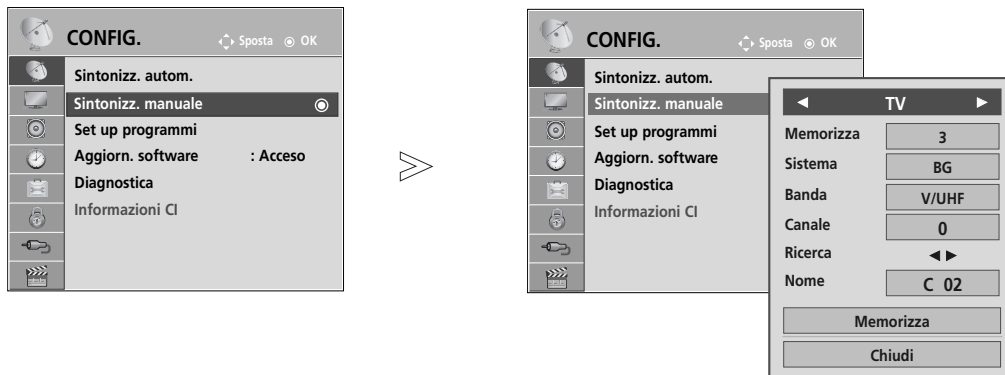 CONFIG.
Sposta OK
Sintonizz. autom.
Sintonizz. manuale
Set up programmi
Aggiorn. software : Acceso
Diagnostica
Informazioni CI
CONFIG.
Sposta OK
Sintonizz. autom.
Sintonizz. manuale
Set up programmi
Aggiorn. software
Diagnostica
Informazioni CI
◄ TV ►
Memorizza 3
Sistema BG
Banda V/UHF
Canale 0
Ricerca ◄ ►
Nome C 02
Memorizza
Chiudi